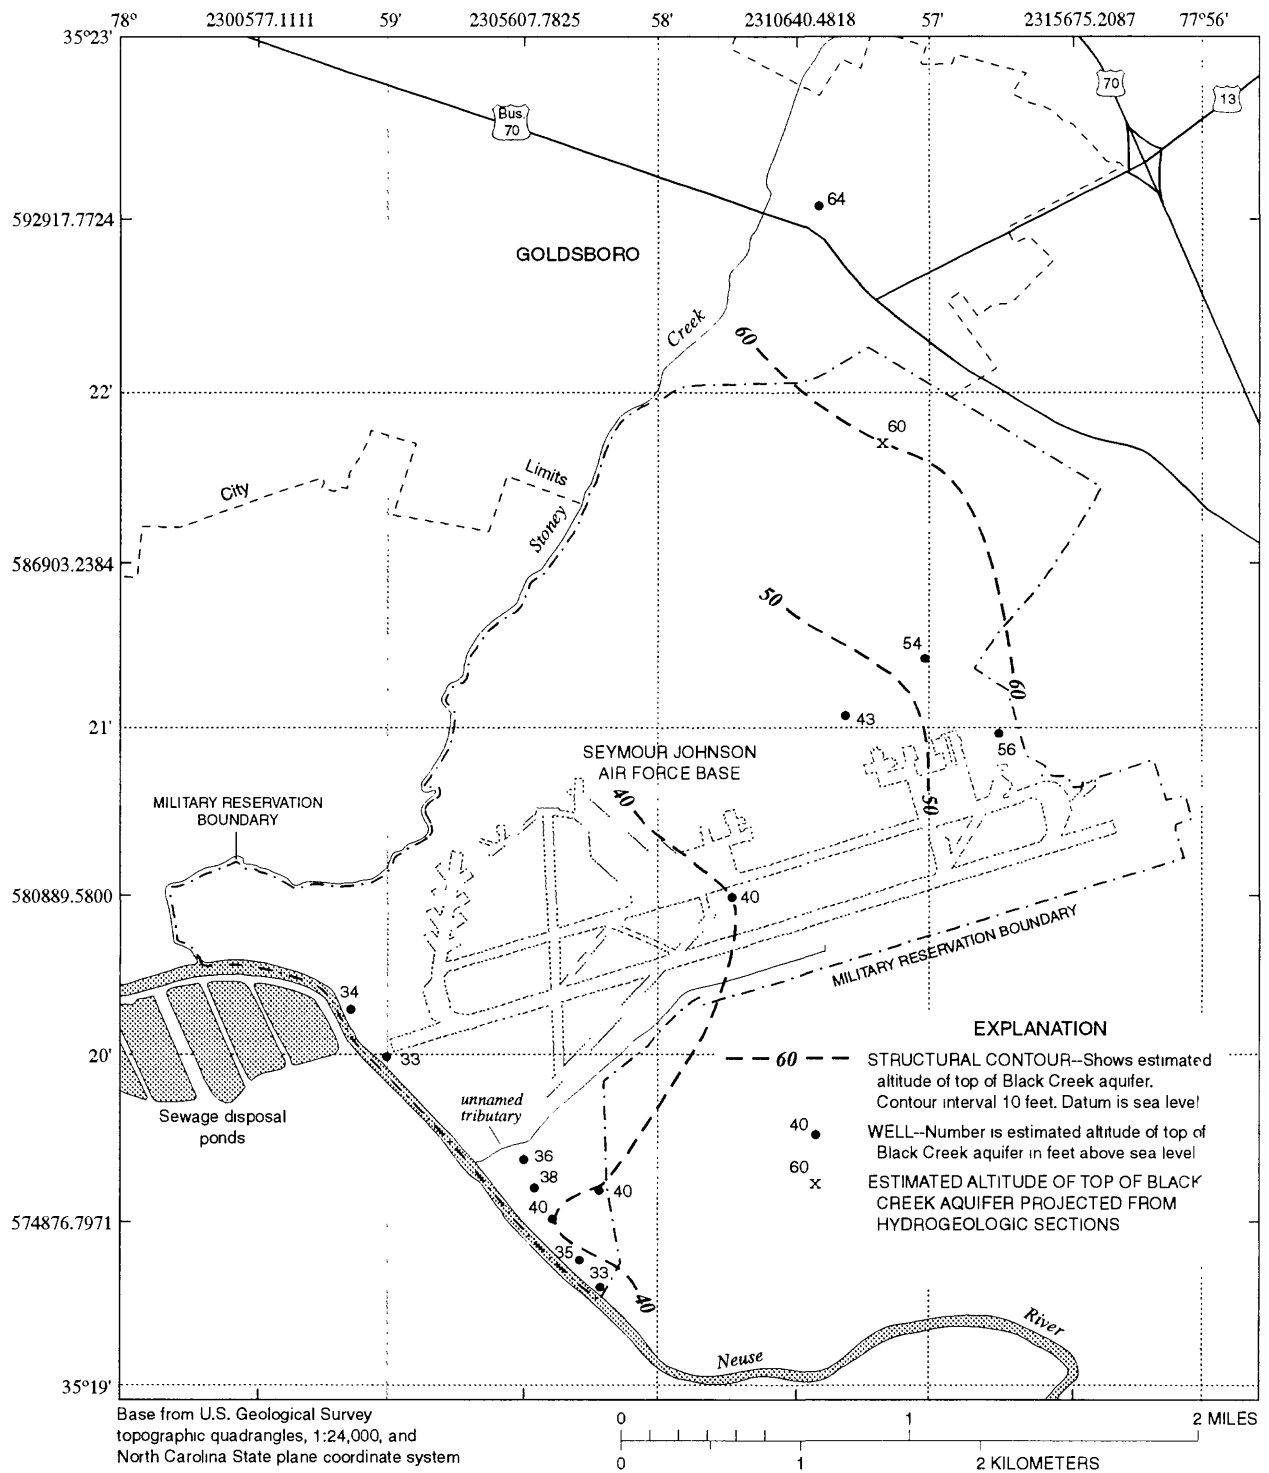 78° 2300577.1111 59' 2305607.7825 58' 2310640.4818 57' 2315675.2087 77°56'
35°23'
70
13
Bus.
70
64
592917.7724
GOLDSBORO
Creek
60
22'
60
Limits
City
Stoney
586903.2384
50
54
60
43
21'
56
SEYMOUR JOHNSON
AIR FORCE BASE
40
50
MILITARY RESERVATION
BOUNDARY
580889.5800
40
MILITARY RESERVATION BOUNDARY
34
33
20'
EXPLANATION
60 STRUCTURAL CONTOUR--Shows estimated
altitude of top of Black Creek aquifer.
Contour interval 10 feet. Datum is sea level
40 WELL--Number is estimated altitude of top of
Black Creek aquifer in feet above sea level
60
x ESTIMATED ALTITUDE OF TOP OF BLACK
CREEK AQUIFER PROJECTED FROM
HYDROGEOLOGIC SECTIONS
unnamed
tributary
Sewage disposal
ponds
36
38
40
40
574876.7971
35
33
40
River
Neuse
35°19'
Base from U.S. Geological Survey
topographic quadrangles, 1:24,000, and
North Carolina State plane coordinate system
0 1 2 MILES
0 1 2 KILOMETERS